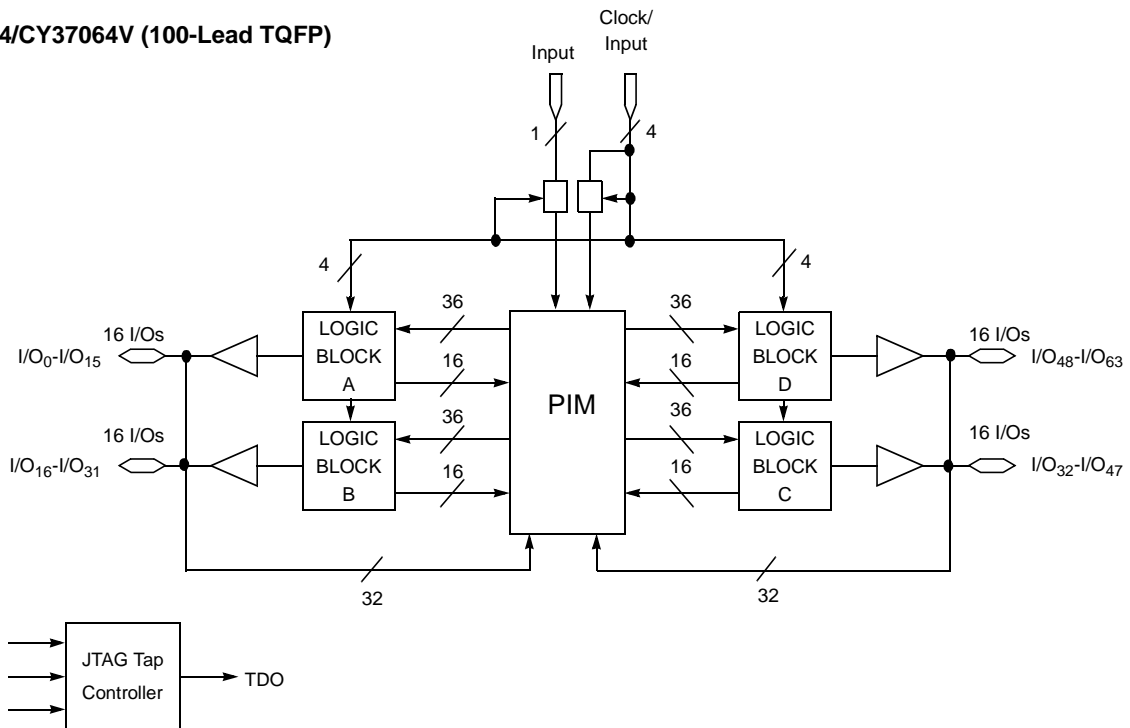 4/CY37064V (100-Lead TQFP)
Clock/
Input
Input
1
4
4
4
36
36
16 I/Os
LOGIC
BLOCK
A
LOGIC
BLOCK
D
16 I/Os
I/O0-I/O15
I/O48-I/O63
16
16
PIM
36
36
16 I/Os
LOGIC
BLOCK
B
LOGIC
BLOCK
C
16 I/Os
I/O16-I/O31
I/O32-I/O47
16
16
32
32
JTAG Tap
Controller
TDO